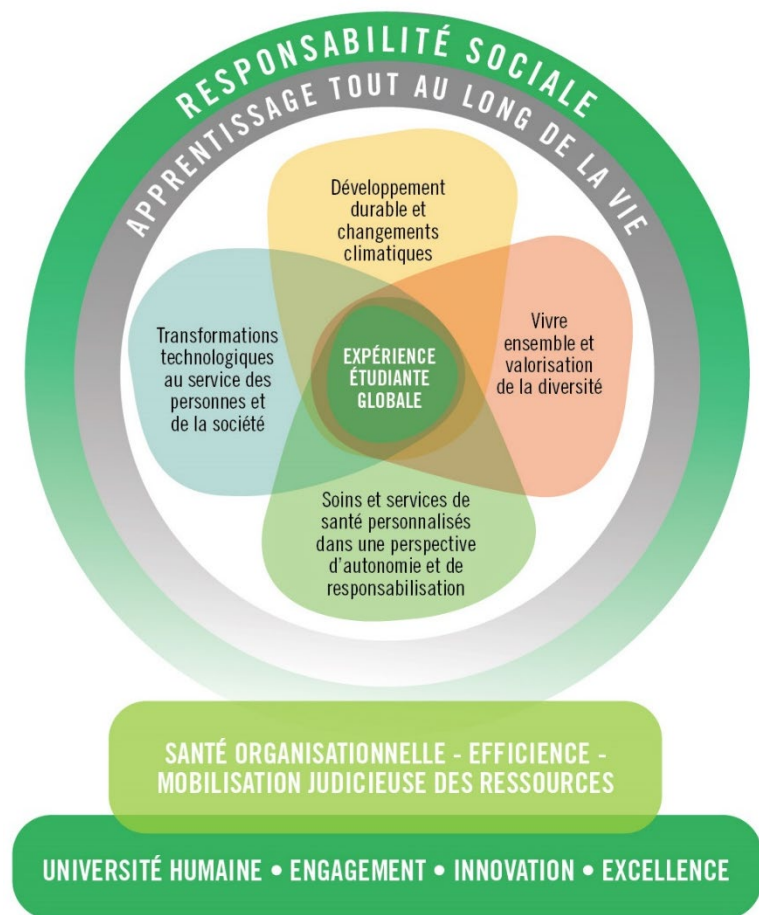 RESPONSABILITÉ SOCIALE
APPRENTISSAGE TOUT AU LONG DE LA VIE
Développement
durable et
changements
climatiques
Transformations
technologiques
au service des
personnes et
de la société
EXPÉRIENCE
ÉTUDIANTE
GLOBALE
Vivre
ensemble et
valorisation
de la diversité
Soins et services de
santé personnalisés
dans une perspective
d’autonomie et de
responsabilisation
SANTÉ ORGANISATIONNELLE - EFFICIENCE -
MOBILISATION JUDICIEUSE DES RESSOURCES
UNIVERSITÉ HUMAINE • ENGAGEMENT • INNOVATION • EXCELLENCE